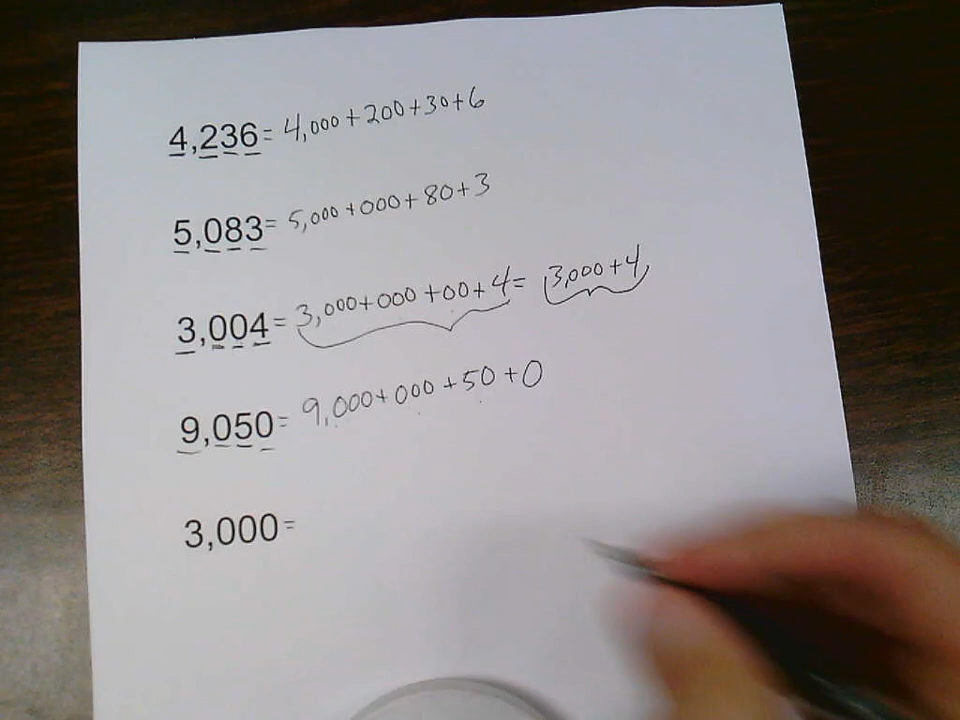 4,236 = 4,000 + 200 + 30 + 6
5,083 = 5,000 + 000 + 80 + 3
3,004 = 3,000 + 000 + 00 + 4 = 3,000 + 4
9,050 = 9,000 + 000 + 50 + 0
3,000 =